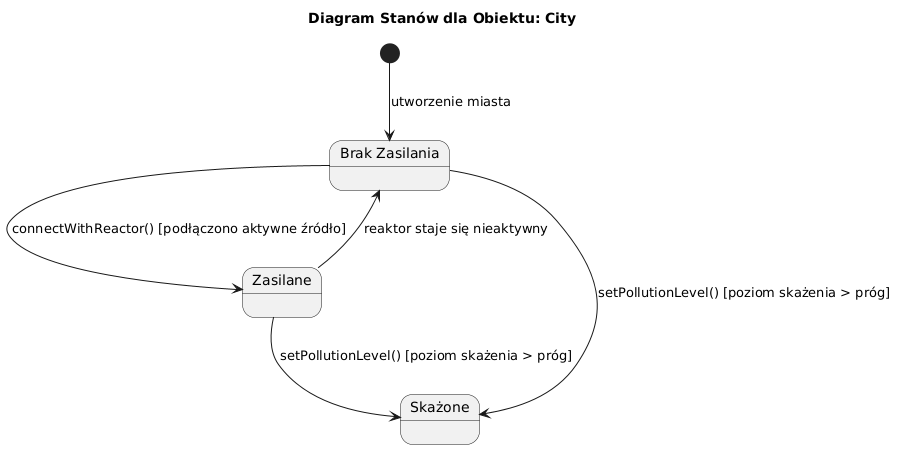 Diagram Stanów dla Obiektu: City
utworzenie miasta
Brak Zasilania
connectWithReactor() [podłączono aktywne źródło]
reaktor staje się nieaktywny
Zasilane
setPollutionLevel() [poziom skażenia > próg]
setPollutionLevel() [poziom skażenia > próg]
Skażone